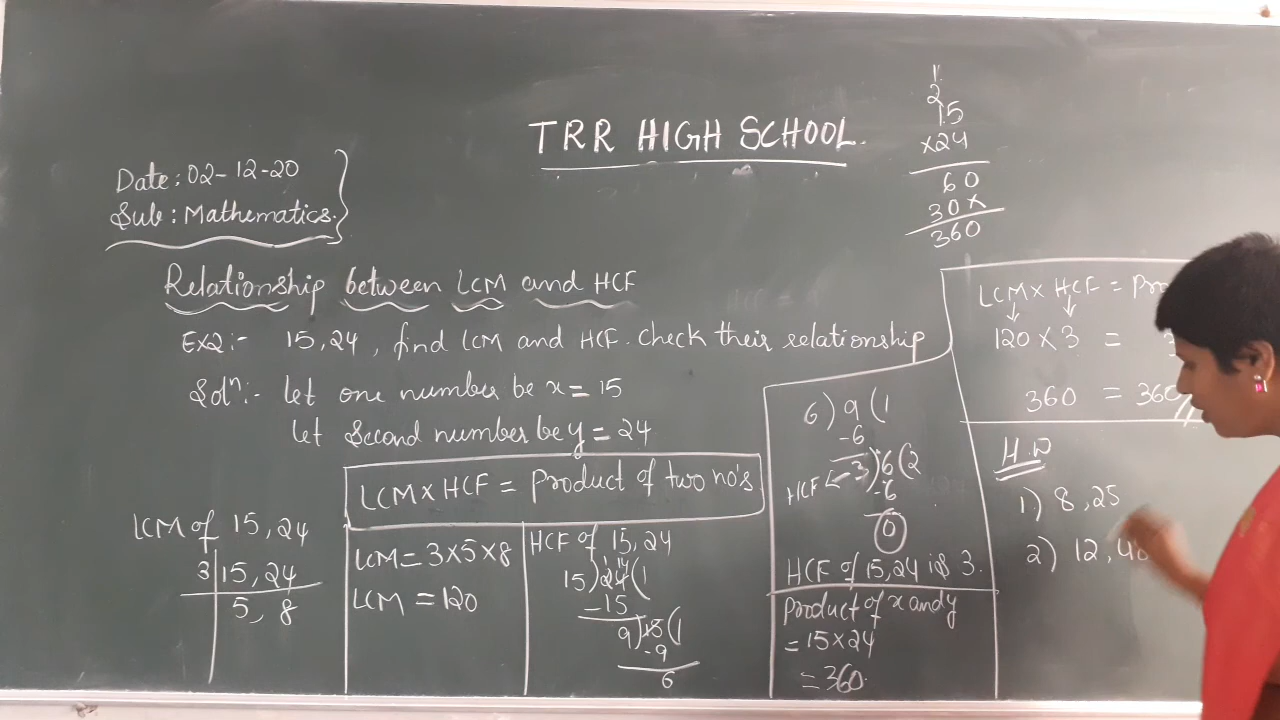 TRR HIGH SCHOOL.
Date: 02-12-20
Sub: Mathematics.
1
2
15
×24
60
30×
360
Relationship between LCM and HCF
Ex2:- 15, 24, find LCM and HCF. Check their relationship
Solⁿ:- let one number be x = 15
let Second number be y = 24
LCM × HCF = Product of two no's
LCM of 15, 24
3 | 15, 24
5, 8
LCM = 3×5×8
LCM = 120
HCF of 15, 24
15) 24 (1
-15
9) 15 (1
-9
6
6) 9 (1
-6
HCF ← 3) 6 (2
-6
0
HCF of 15, 24 is 3.
Product of x and y
= 15×24
= 360
LCM × HCF =
120 × 3 =
360 = 360
H.W
1) 8, 25
2) 12,